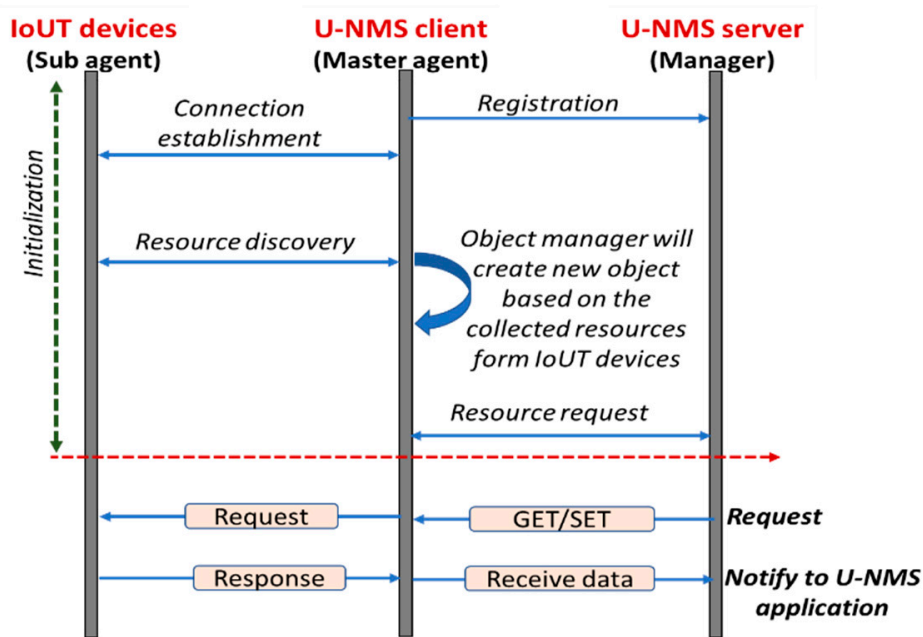 IoUT devices
(Sub agent)
U-NMS client
(Master agent)
U-NMS server
(Manager)
Initialization
Connection
establishment
Registration
Resource discovery
Object manager will
create new object
based on the
collected resources
form IoUT devices
Resource request
Request
GET/SET
Request
Response
Receive data
Notify to U-NMS
application